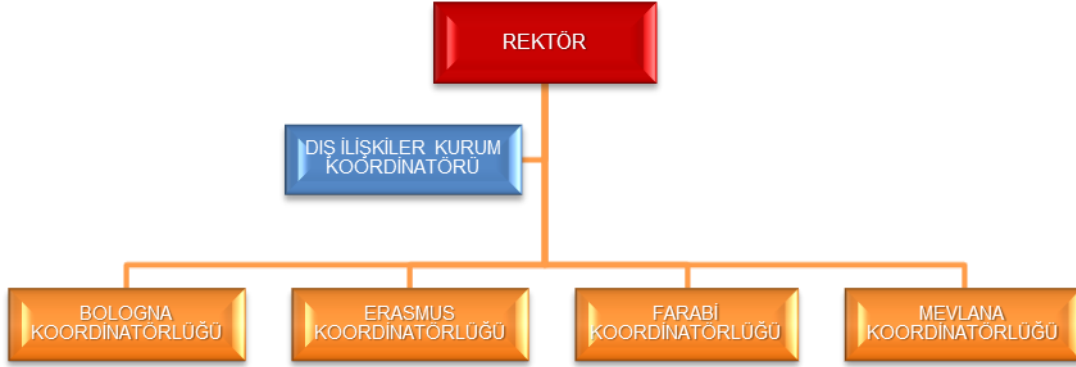 REKTÖR
DIŞ İLİŞKİLER KURUM
KOORDİNATÖRÜ
BOLOGNA
KOORDİNATÖRLÜĞÜ
ERASMUS
KOORDİNATÖRLÜĞÜ
FARABİ
KOORDİNATÖRLÜĞÜ
MEVLANA
KOORDİNATÖRLÜĞÜ